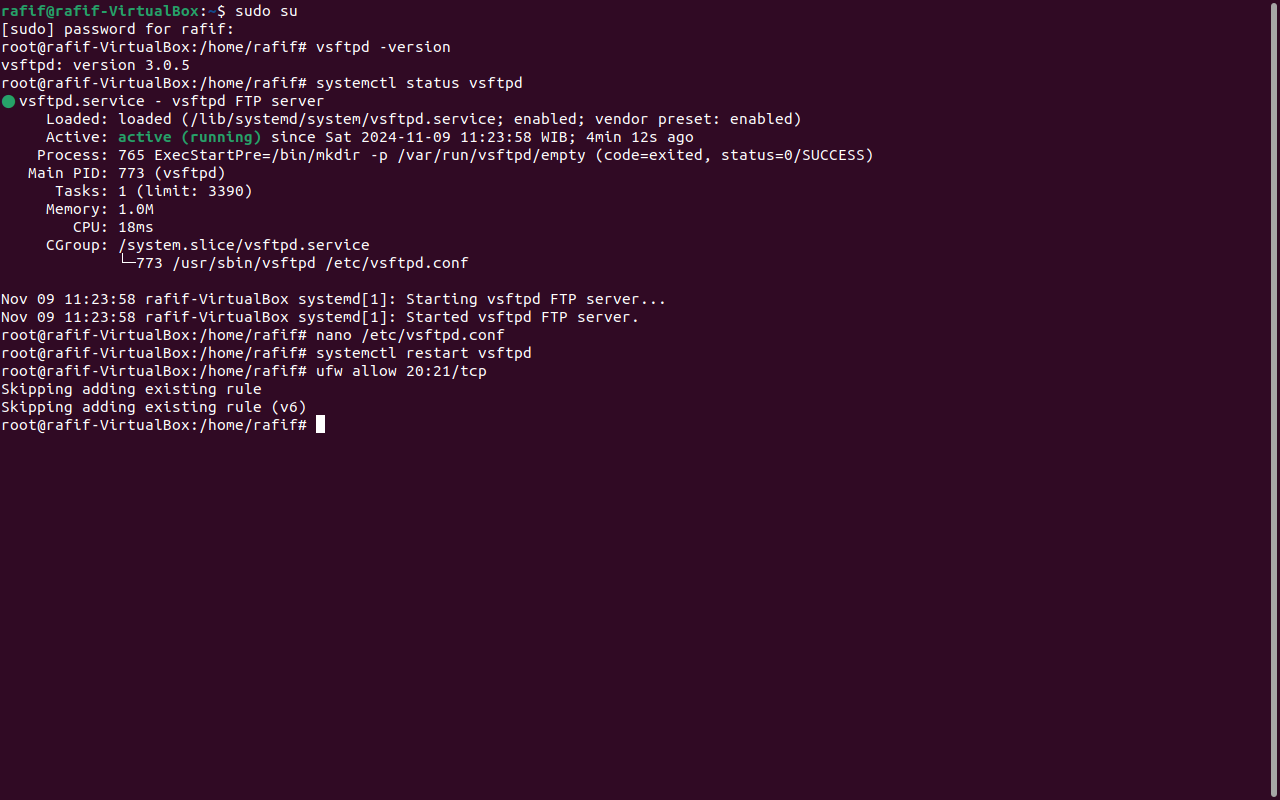 rafif@rafif-VirtualBox:~$ sudo su
[sudo] password for rafif:
root@rafif-VirtualBox:/home/rafif# vsftpd -version
vsftpd: version 3.0.5
root@rafif-VirtualBox:/home/rafif# systemctl status vsftpd
● vsftpd.service - vsftpd FTP server
     Loaded: loaded (/lib/systemd/system/vsftpd.service; enabled; vendor preset: enabled)
     Active: active (running) since Sat 2024-11-09 11:23:58 WIB; 4min 12s ago
    Process: 765 ExecStartPre=/bin/mkdir -p /var/run/vsftpd/empty (code=exited, status=0/SUCCESS)
   Main PID: 773 (vsftpd)
      Tasks: 1 (limit: 3390)
     Memory: 1.0M
        CPU: 18ms
     CGroup: /system.slice/vsftpd.service
             └─773 /usr/sbin/vsftpd /etc/vsftpd.conf

Nov 09 11:23:58 rafif-VirtualBox systemd[1]: Starting vsftpd FTP server...
Nov 09 11:23:58 rafif-VirtualBox systemd[1]: Started vsftpd FTP server.
root@rafif-VirtualBox:/home/rafif# nano /etc/vsftpd.conf
root@rafif-VirtualBox:/home/rafif# systemctl restart vsftpd
root@rafif-VirtualBox:/home/rafif# ufw allow 20:21/tcp
Skipping adding existing rule
Skipping adding existing rule (v6)
root@rafif-VirtualBox:/home/rafif#